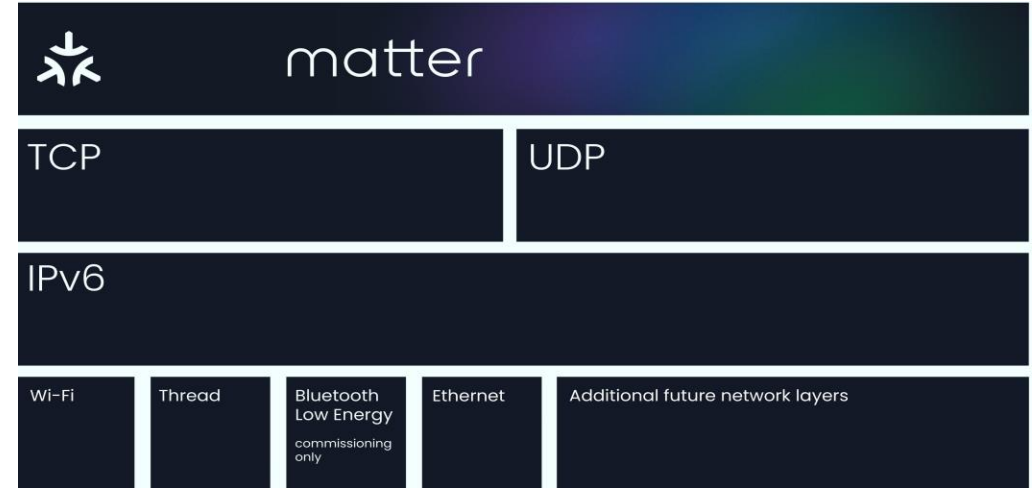 matter
TCP
UDP
IPv6
Wi-Fi
Thread
Bluetooth
Low Energy
commissioning
only
Ethernet
Additional future network layers